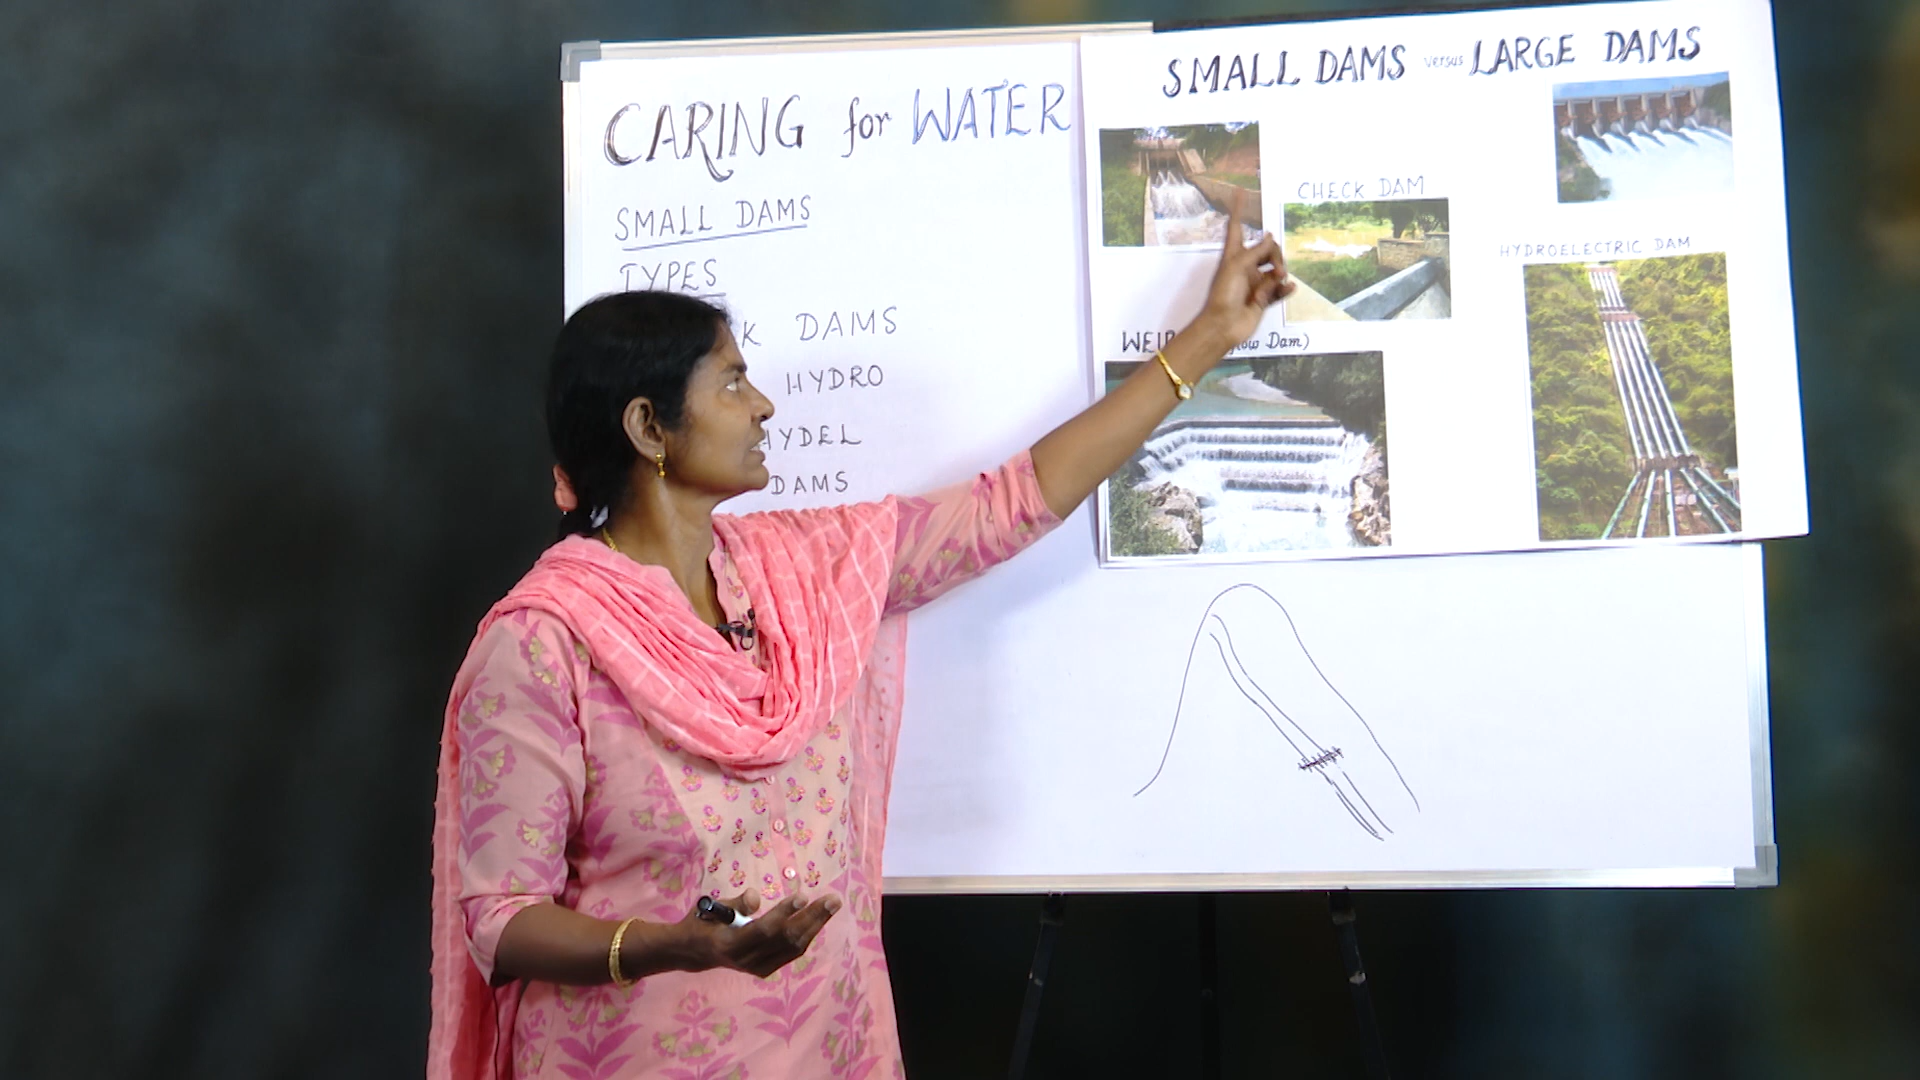 CARING for WATER
SMALL DAMS
TYPES
DAMS
HYDRO
HYDEL
DAMS
SMALL DAMS versus LARGE DAMS
CHECK DAM
HYDROELECTRIC DAM
Dam)